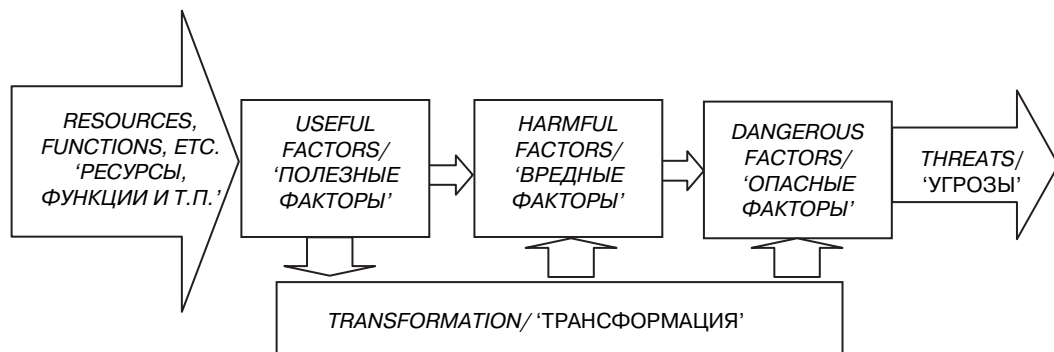 RESOURCES,
FUNCTIONS, ETC.
‘РЕСУРСЫ,
ФУНКЦИИ И Т.П.’
USEFUL
FACTORS/
‘ПОЛЕЗНЫЕ
ФАКТОРЫ’
HARMFUL
FACTORS/
‘ВРЕДНЫЕ
ФАКТОРЫ’
DANGEROUS
FACTORS/
‘ОПАСНЫЕ
ФАКТОРЫ’
THREATS/
‘УГРОЗЫ’
TRANSFORMATION/ ‘ТРАНСФОРМАЦИЯ’